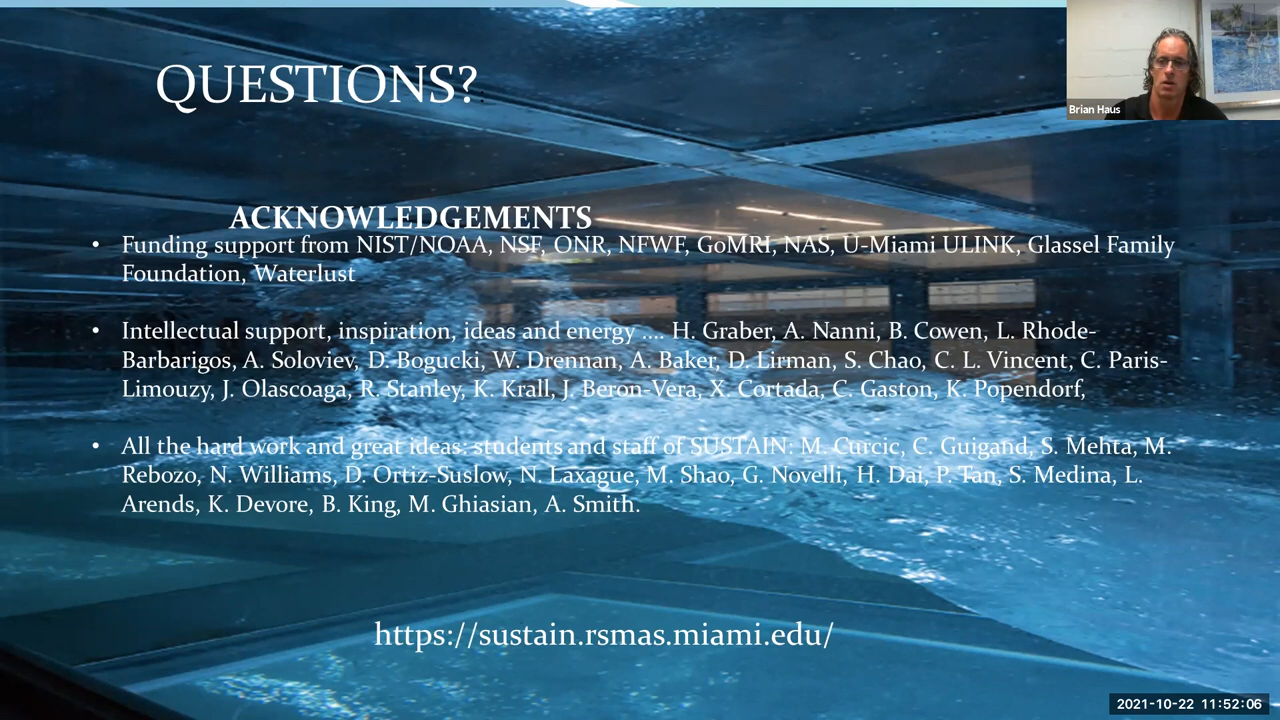 QUESTIONS?
Brian Haus
ACKNOWLEDGEMENTS
• Funding support from NIST/NOAA, NSF, ONR, NFWF, GoMRI, NAS, U-Miami ULINK, Glassel Family
Foundation, Waterlust
• Intellectual support, inspiration, ideas and energy .... H. Graber, A. Nanni, B. Cowen, L. Rhode-
Barbarigos, A. Soloviev, D. Bogucki, W. Drennan, A. Baker, D. Lirman, S. Chao, C. L. Vincent, C. Paris-
Limouzy, J. Olascoaga, R. Stanley, K. Krall, J. Beron-Vera, X. Cortada, C. Gaston, K. Popendorf,
• All the hard work and great ideas: students and staff of SUSTAIN: M. Curcic, C. Guigand, S. Mehta, M.
Rebozo, N. Williams, D. Ortiz-Suslow, N. Laxague, M. Shao, G. Novelli, H. Dai, P. Tan, S. Medina, L.
Arends, K. Devore, B. King, M. Ghiasian, A. Smith.
https://sustain.rsmas.miami.edu/
2021-10-22 11:52:06